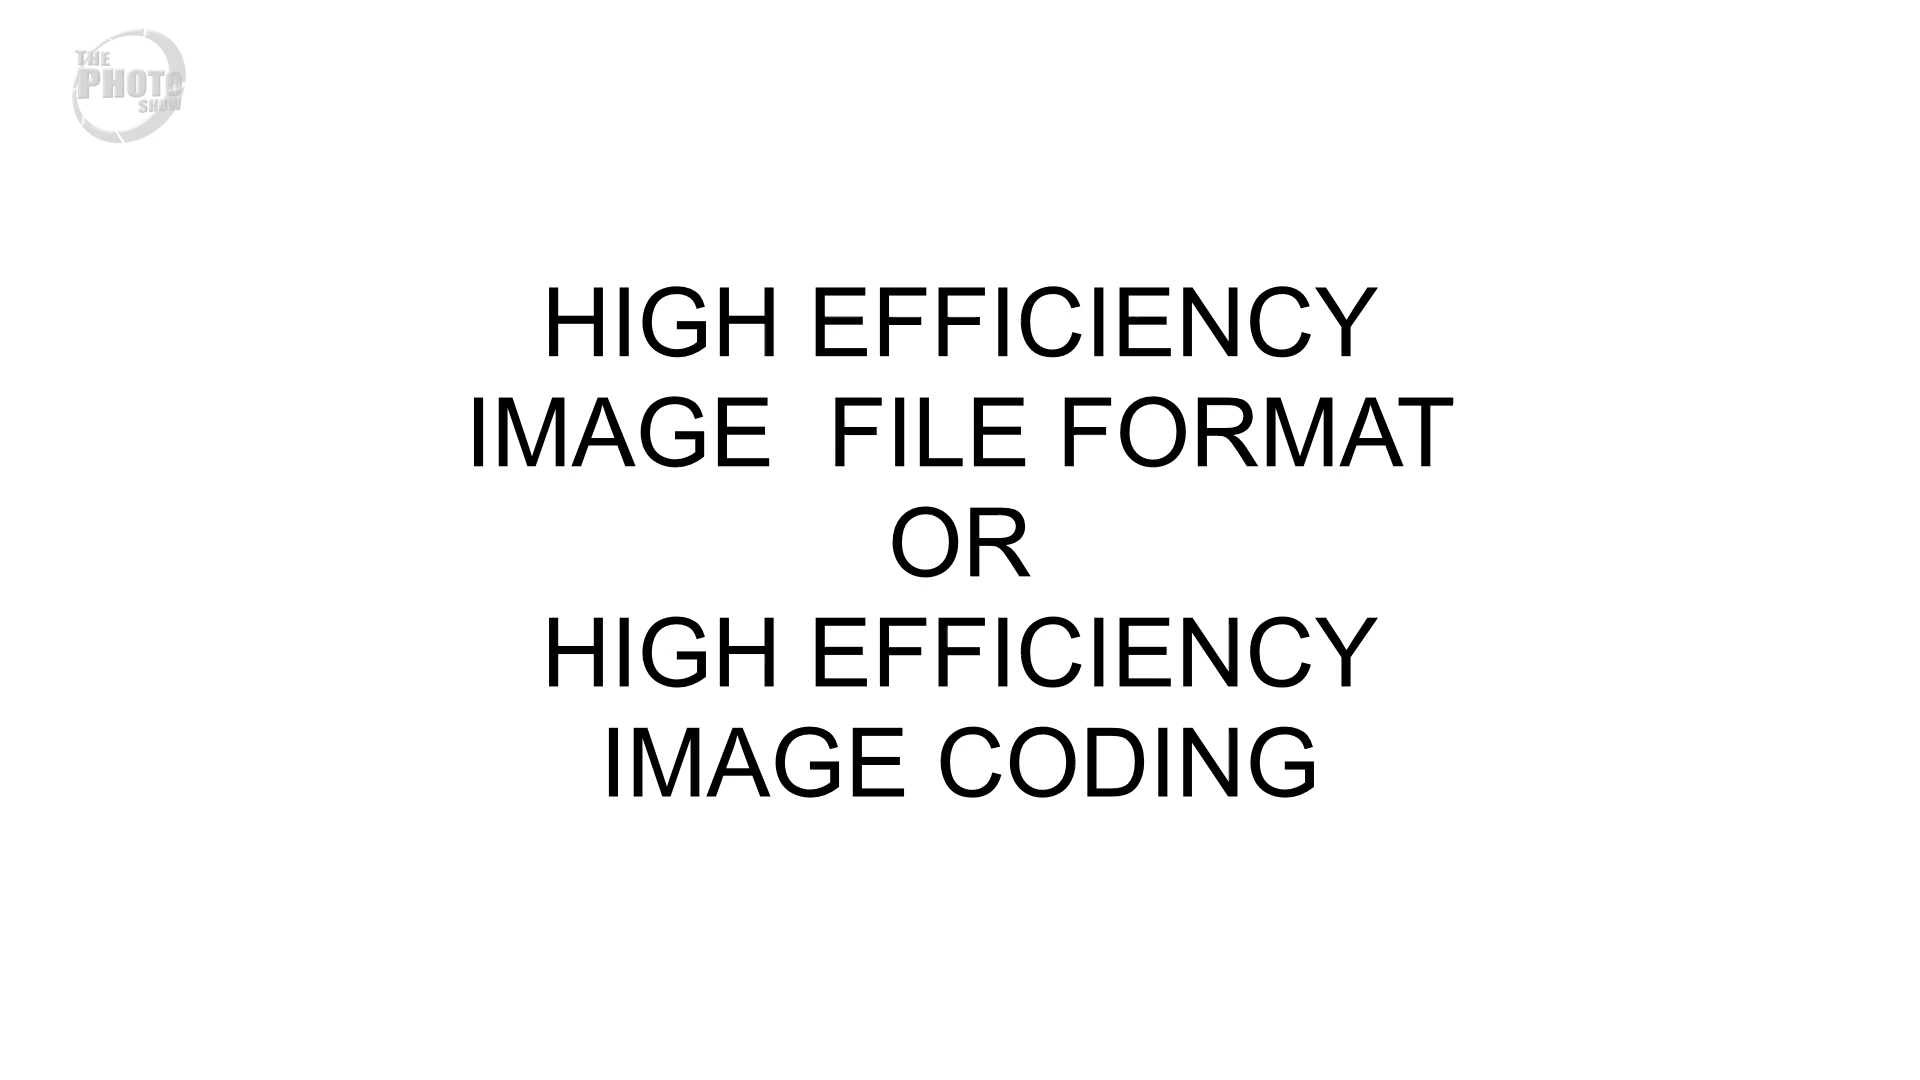 THE
PHOTO
SHOW
HIGH EFFICIENCY
IMAGE  FILE FORMAT
OR
HIGH EFFICIENCY
IMAGE CODING